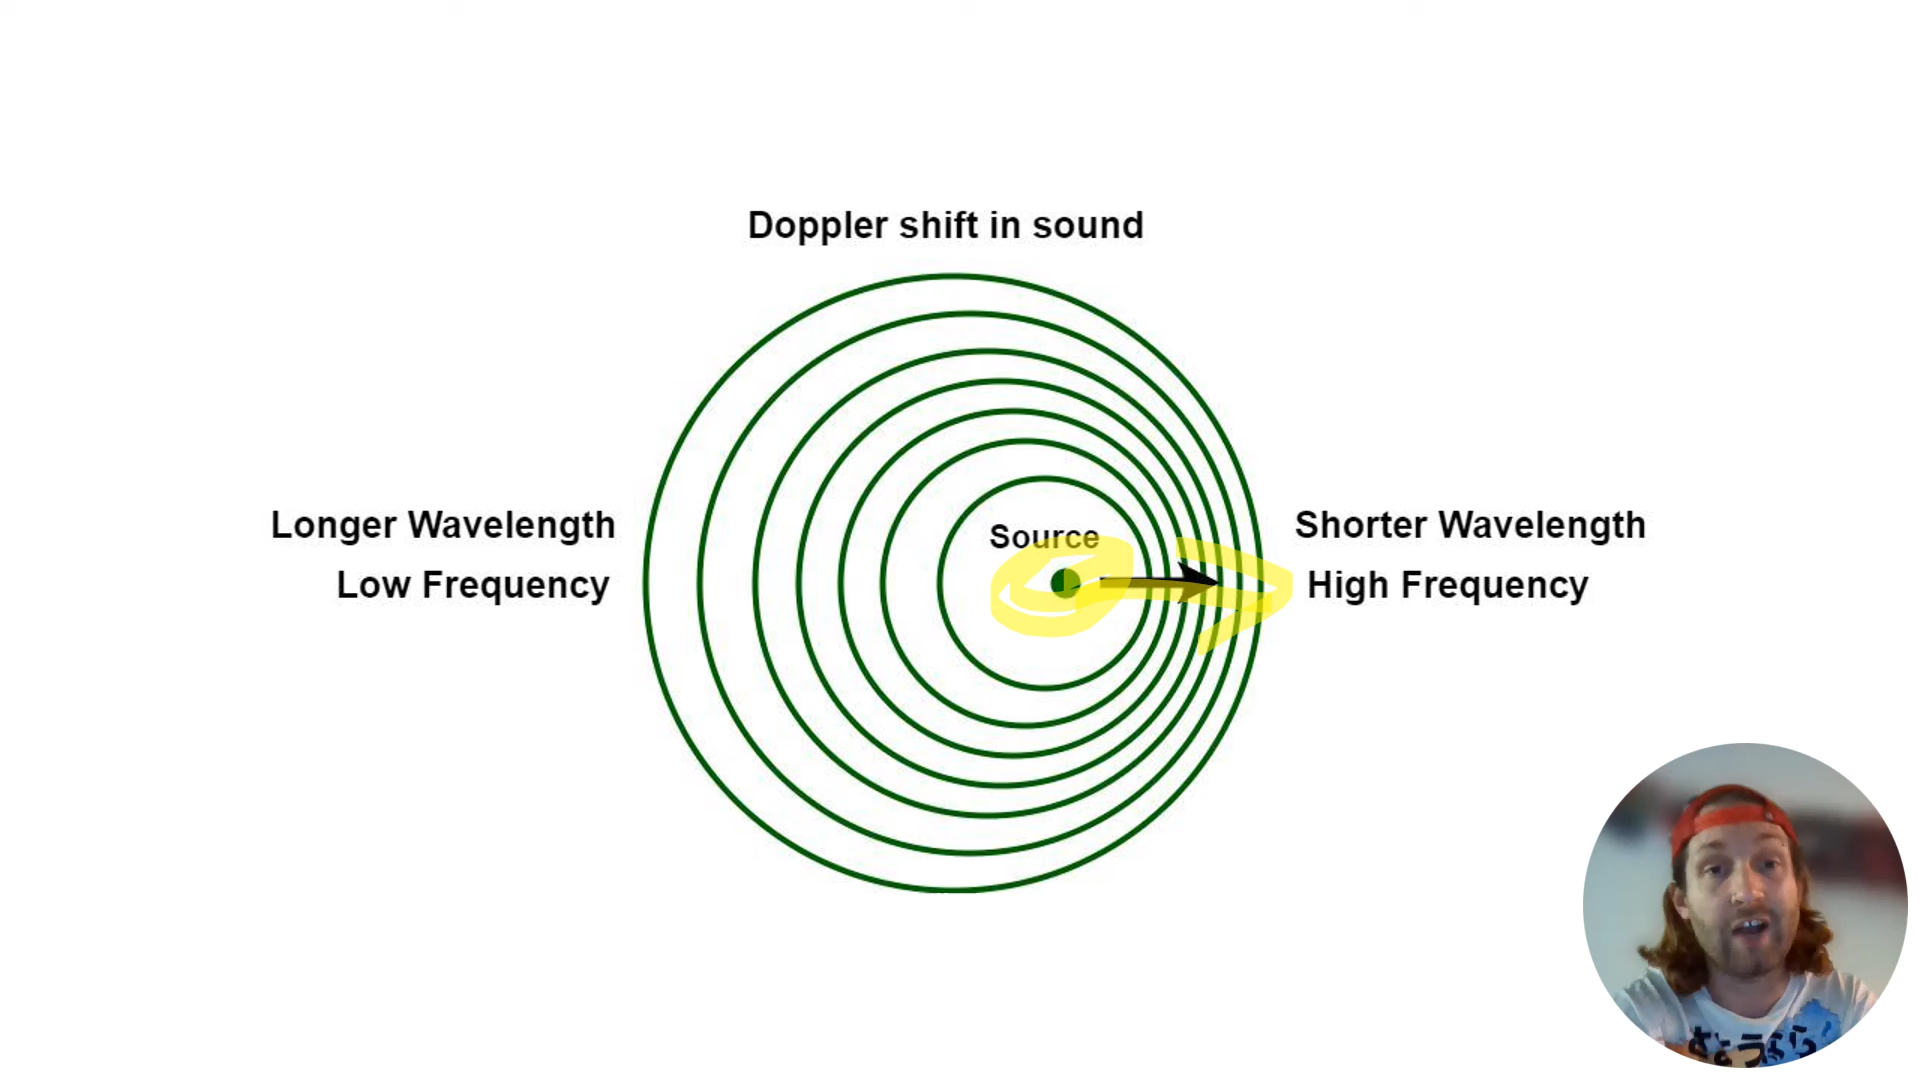 Doppler shift in sound
Source
Longer Wavelength
Low Frequency
Shorter Wavelength
High Frequency